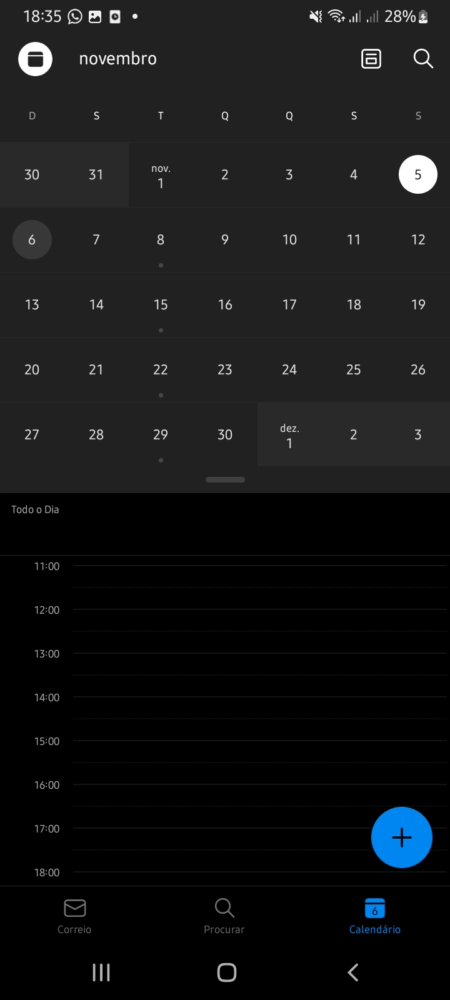 18:35 28%
novembro
D S T Q Q S S
30 31 nov. 1 2 3 4 5
6 7 8 9 10 11 12
13 14 15 16 17 18 19
20 21 22 23 24 25 26
27 28 29 30 dez. 1 2 3
Todo o Dia
11:00
12:00
13:00
14:00
15:00
16:00
17:00
18:00
6
Correio Procurar Calendário